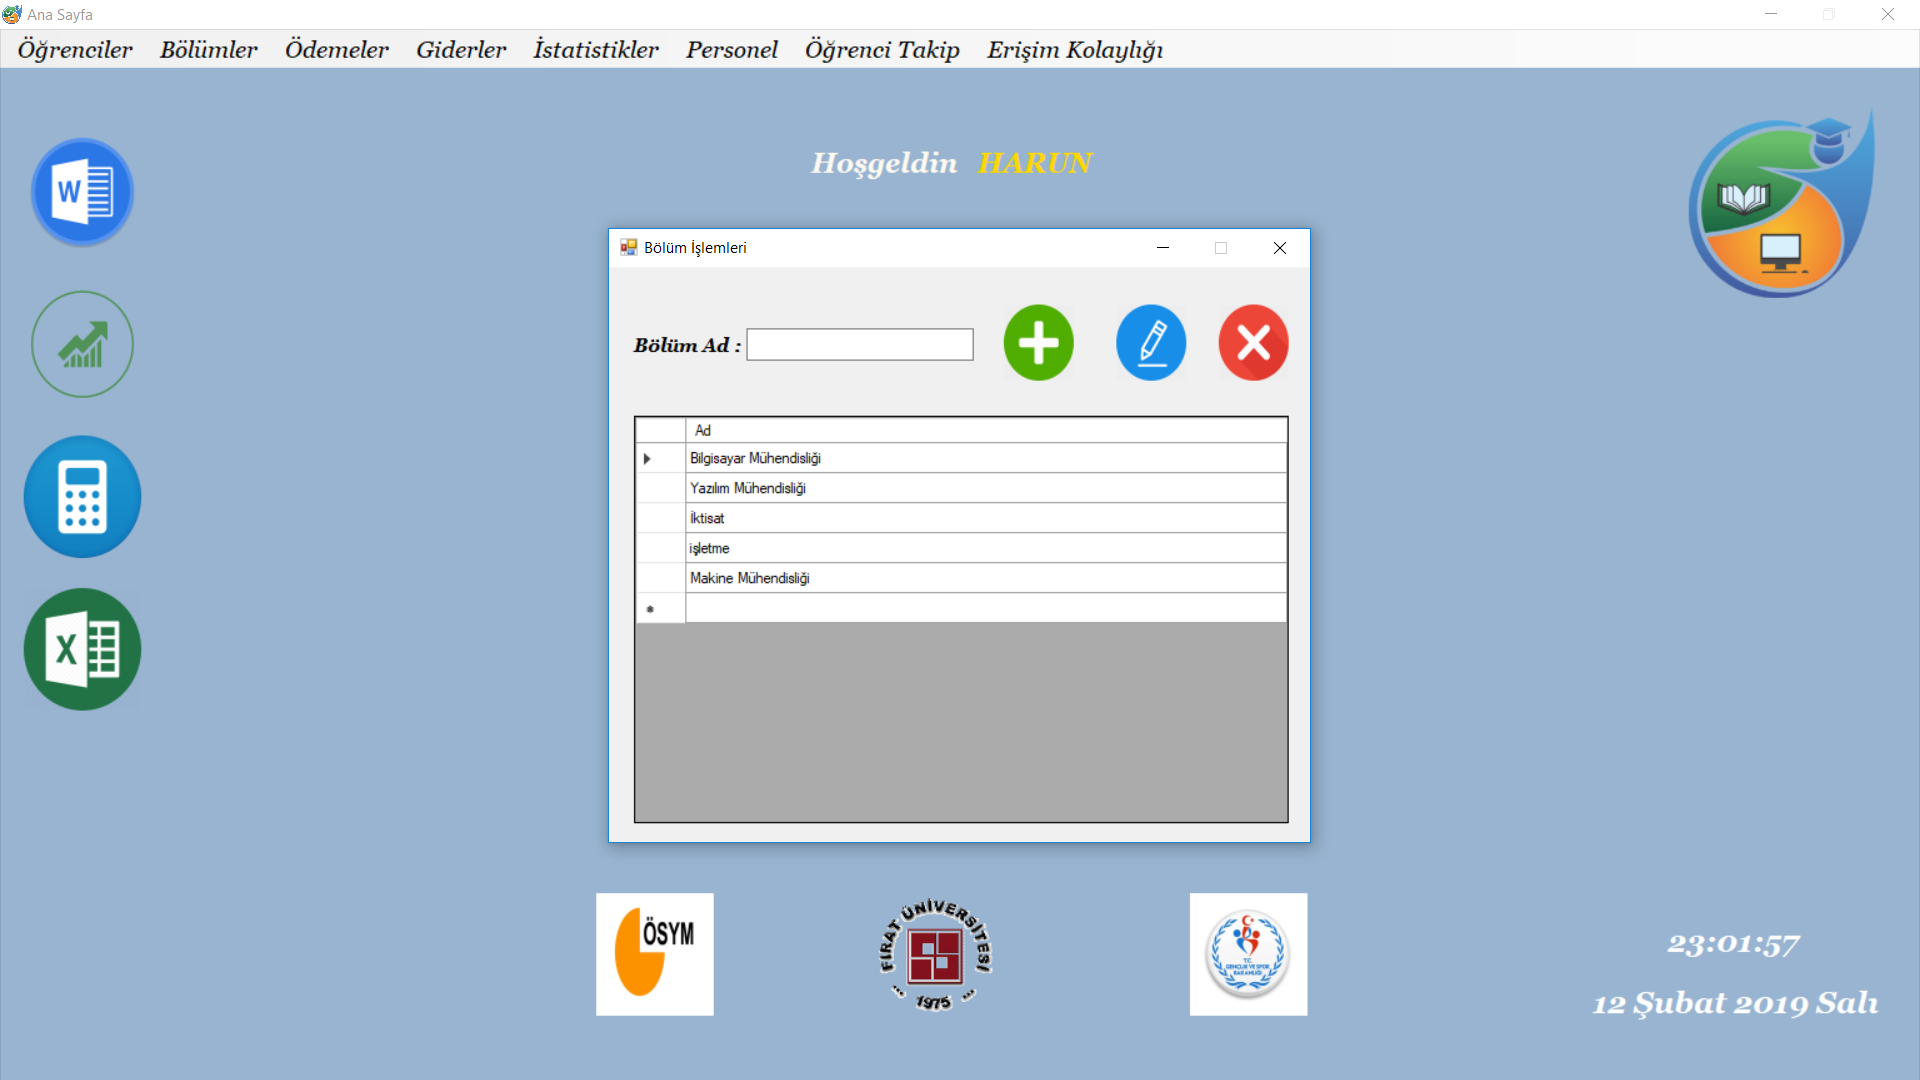 Ana Sayfa
Öğrenciler Bölümler Ödemeler Giderler İstatistikler Personel Öğrenci Takip Erişim Kolaylığı
Hoşgeldin HARUN
W
Bölüm İşlemleri
Bölüm Ad :
Ad
Bilgisayar Mühendisliği
Yazılım Mühendisliği
İktisat
işletme
Makine Mühendisliği
X
ÖSYM
FIRAT ÜNİVERSİTESİ
1975
T.C.
GENÇLİK VE SPOR
BAKANLIĞI
23:01:57
12 Şubat 2019 Salı